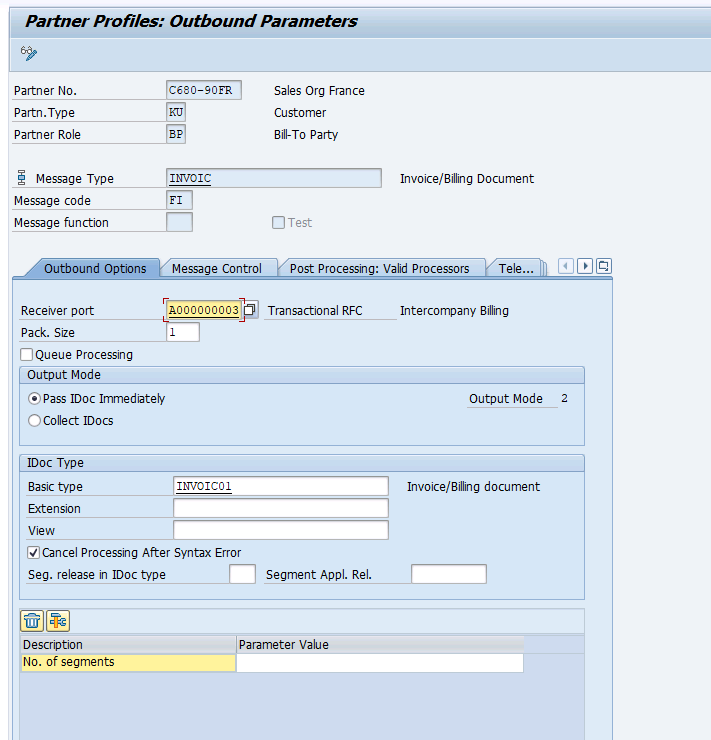 Partner Profiles: Outbound Parameters
Partner No. C680-90FR Sales Org France
Partn.Type KU Customer
Partner Role BP Bill-To Party
Message Type INVOIC Invoice/Billing Document
Message code FI
Message function Test
Outbound Options Message Control Post Processing: Valid Processors Tele...
Receiver port A000000003 Transactional RFC Intercompany Billing
Pack. Size 1
Queue Processing
Output Mode
Pass IDoc Immediately Output Mode 2
Collect IDocs
IDoc Type
Basic type INVOIC01 Invoice/Billing document
Extension
View
Cancel Processing After Syntax Error
Seg. release in IDoc type Segment Appl. Rel.
Description Parameter Value
No. of segments